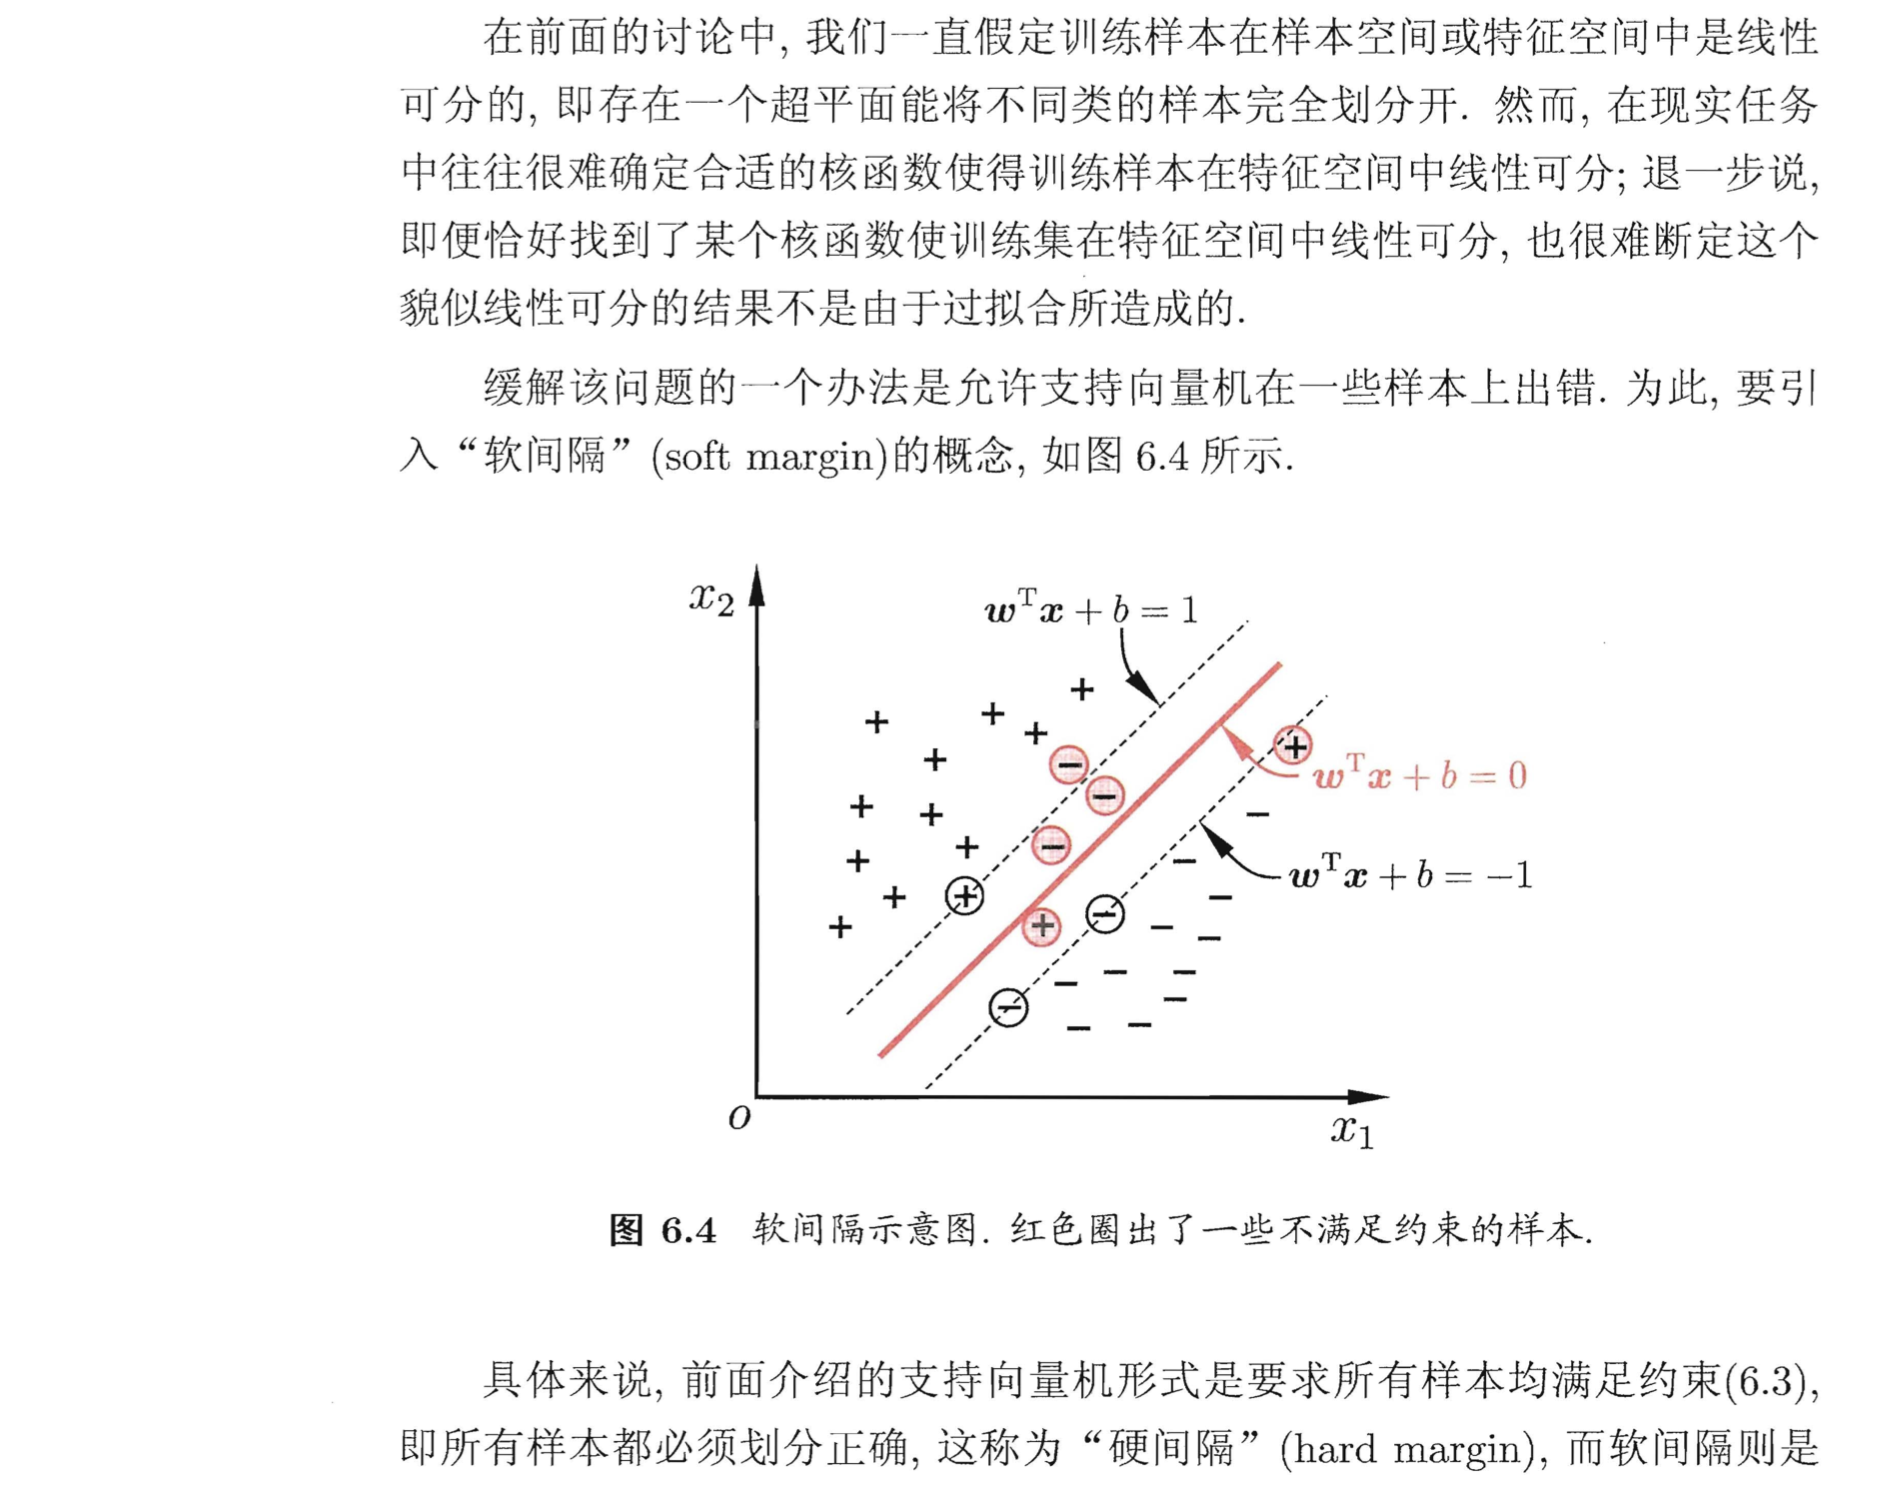 在前面的讨论中, 我们一直假定训练样本在样本空间或特征空间中是线性
可分的, 即存在一个超平面能将不同类的样本完全划分开. 然而, 在现实任务
中往往很难确定合适的核函数使得训练样本在特征空间中线性可分; 退一步说,
即便恰好找到了某个核函数使训练集在特征空间中线性可分, 也很难断定这个
貌似线性可分的结果不是由于过拟合所造成的.
缓解该问题的一个办法是允许支持向量机在一些样本上出错. 为此, 要引
入“软间隔”(soft margin)的概念, 如图 6.4 所示.
x₂
wᵀx + b = 1
wᵀx + b = 0
wᵀx + b = −1
O
x₁
图 6.4 软间隔示意图. 红色圈出了一些不满足约束的样本.
具体来说, 前面介绍的支持向量机形式是要求所有样本均满足约束(6.3),
即所有样本都必须划分正确, 这称为“硬间隔”(hard margin), 而软间隔则是